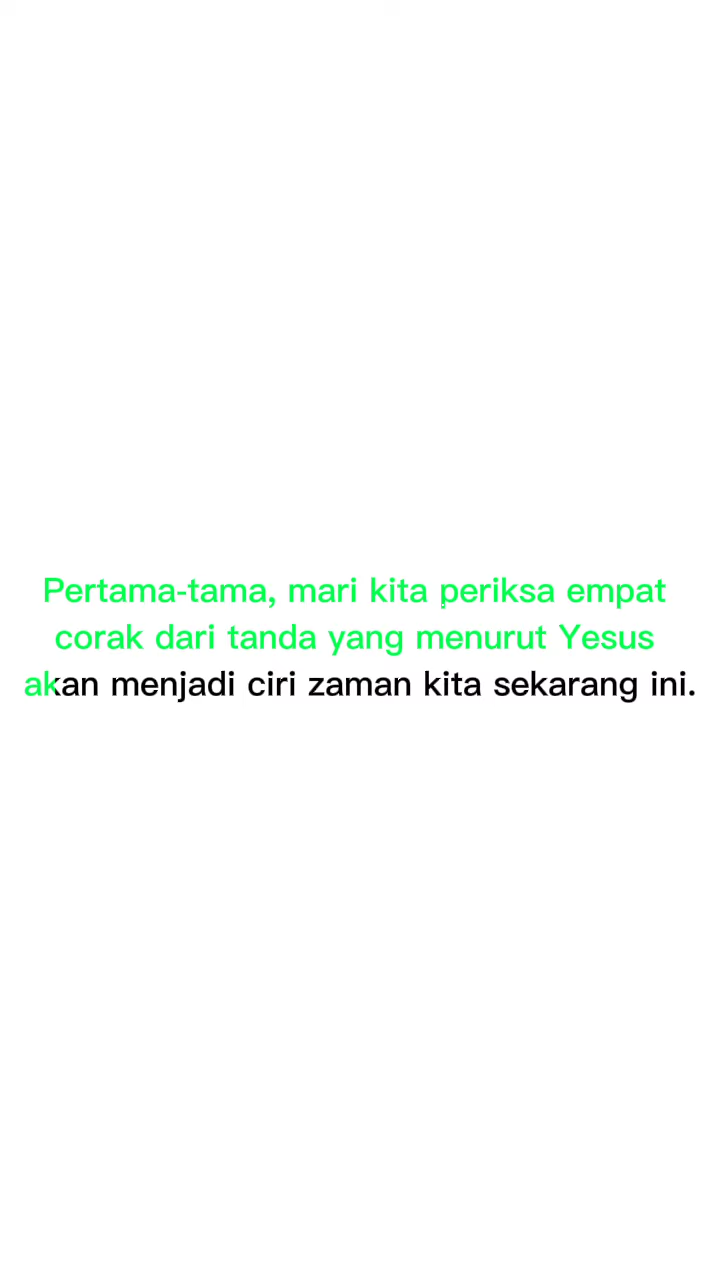 Pertama-tama, mari kita periksa empat
corak dari tanda yang menurut Yesus
akan menjadi ciri zaman kita sekarang ini.